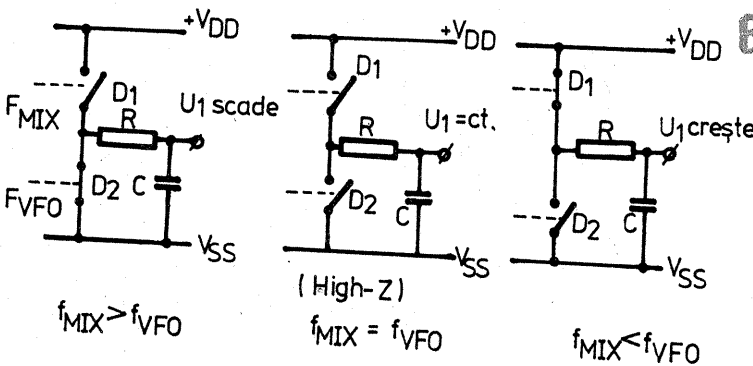 +VDD
D1
FMIX
R
U1 scade
D2
C
FVFO
VSS
fMIX>fVFO
+VDD
D1
R
U1=ct.
D2
C
VSS
(High-Z)
fMIX = fVFO
+VDD
D1
R
U1 crește
D2
C
VSS
fMIX<fVFO